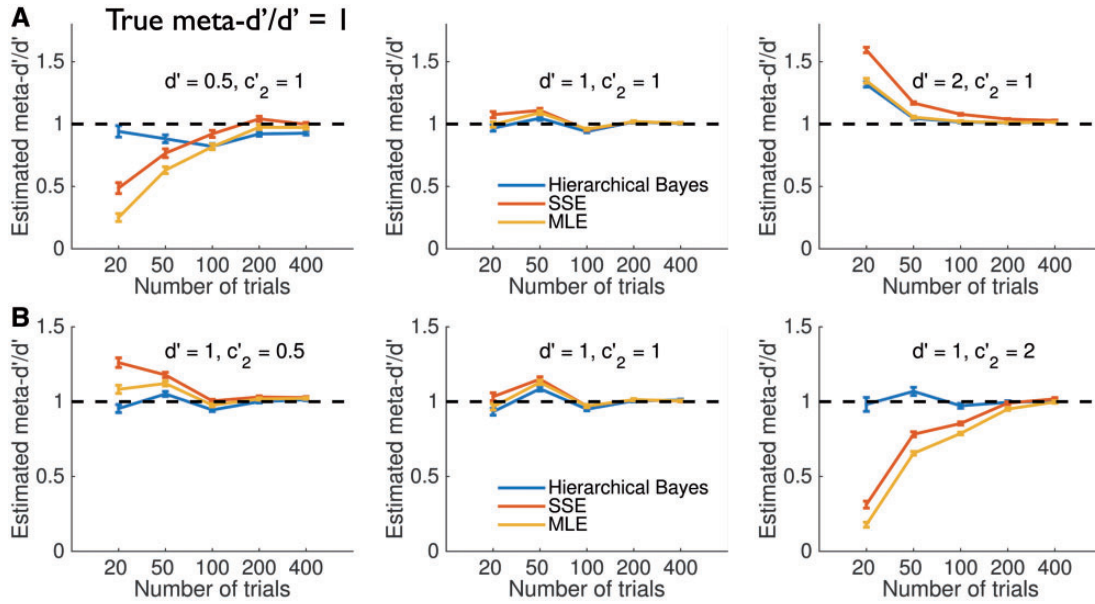 A
True meta-d’/d’ = 1
Estimated meta-d'/d'
1.5
1
0.5
0
d' = 0.5, c'2 = 1
20 50 100 200 400
Number of trials
Estimated meta-d'/d'
1.5
1
0.5
0
d' = 1, c'2 = 1
Hierarchical Bayes
SSE
MLE
20 50 100 200 400
Number of trials
Estimated meta-d'/d'
1.5
1
0.5
0
d' = 2, c'2 = 1
20 50 100 200 400
Number of trials
B
Estimated meta-d'/d'
1.5
1
0.5
0
d' = 1, c'2 = 0.5
20 50 100 200 400
Number of trials
Estimated meta-d'/d'
1.5
1
0.5
0
d' = 1, c'2 = 1
Hierarchical Bayes
SSE
MLE
20 50 100 200 400
Number of trials
Estimated meta-d'/d'
1.5
1
0.5
0
d' = 1, c'2 = 2
20 50 100 200 400
Number of trials